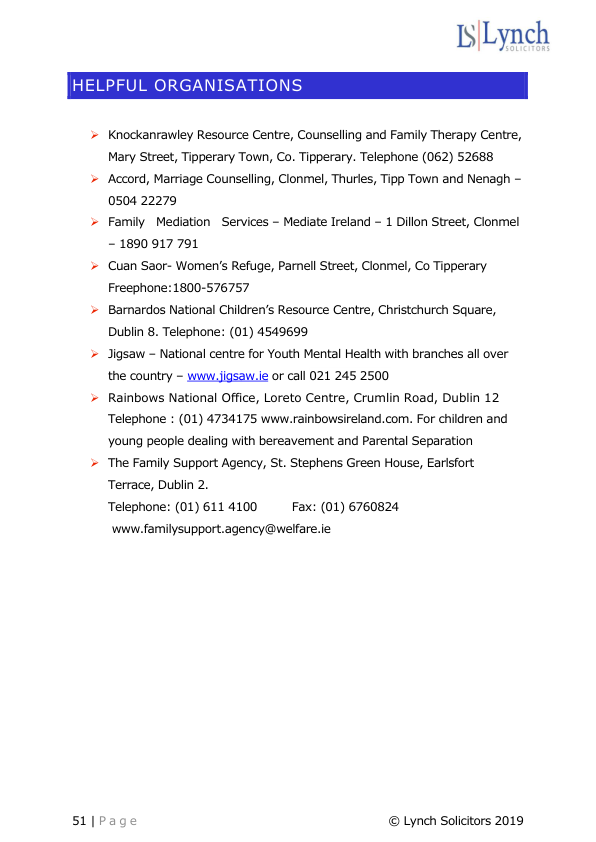 LS Lynch
SOLICITORS
HELPFUL ORGANISATIONS
➢ Knockanrawley Resource Centre, Counselling and Family Therapy Centre,
Mary Street, Tipperary Town, Co. Tipperary. Telephone (062) 52688
➢ Accord, Marriage Counselling, Clonmel, Thurles, Tipp Town and Nenagh –
0504 22279
➢ Family Mediation Services – Mediate Ireland – 1 Dillon Street, Clonmel
– 1890 917 791
➢ Cuan Saor- Women’s Refuge, Parnell Street, Clonmel, Co Tipperary
Freephone:1800-576757
➢ Barnardos National Children’s Resource Centre, Christchurch Square,
Dublin 8. Telephone: (01) 4549699
➢ Jigsaw – National centre for Youth Mental Health with branches all over
the country – www.jigsaw.ie or call 021 245 2500
➢ Rainbows National Office, Loreto Centre, Crumlin Road, Dublin 12
Telephone : (01) 4734175 www.rainbowsireland.com. For children and
young people dealing with bereavement and Parental Separation
➢ The Family Support Agency, St. Stephens Green House, Earlsfort
Terrace, Dublin 2.
Telephone: (01) 611 4100 Fax: (01) 6760824
www.familysupport.agency@welfare.ie
51 | Page © Lynch Solicitors 2019